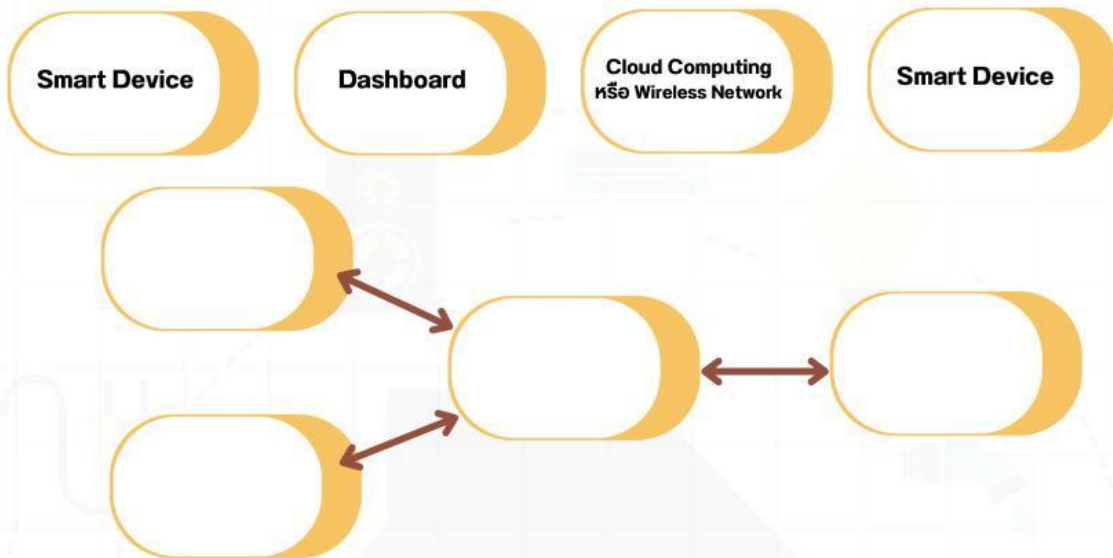 Smart Device
Dashboard
Cloud Computing
หรือ Wireless Network
Smart Device